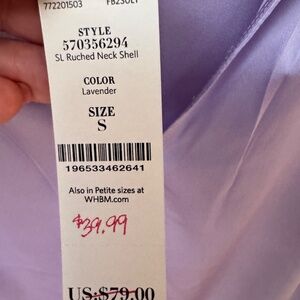 772201503
STYLE
570356294
SL Ruched Neck Shell
COLOR
Lavender
SIZE
S
196533462641
Also in Petite sizes at
WHBM.com
$39.99
US:$79.00